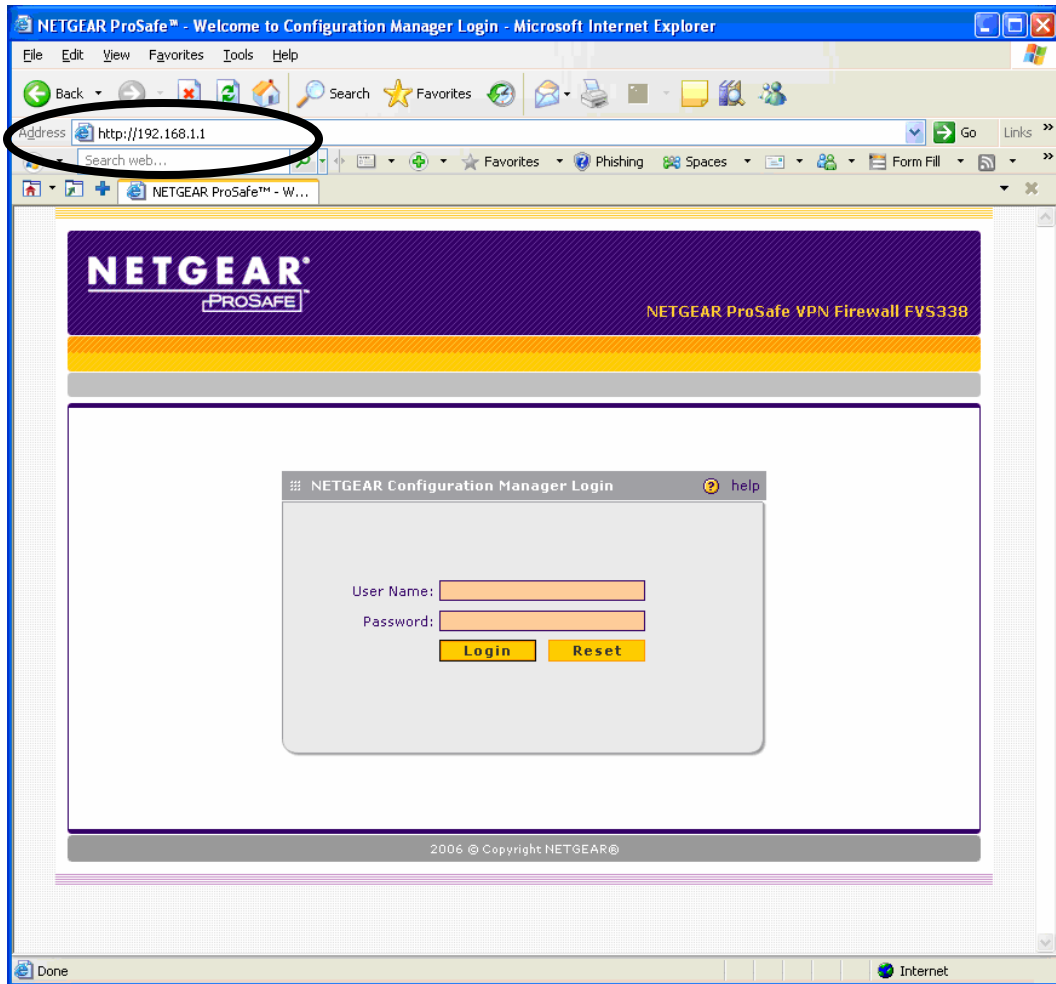 NETGEAR ProSafe™ - Welcome to Configuration Manager Login - Microsoft Internet Explorer
File Edit View Favorites Tools Help
Back Search Favorites
Address http://192.168.1.1 Go Links »
Search web... Favorites Phishing Spaces Form Fill »
NETGEAR ProSafe™ - W...
NETGEAR®
PROSAFE
NETGEAR ProSafe VPN Firewall FVS338
NETGEAR Configuration Manager Login ? help
User Name:
Password:
Login Reset
2006 © Copyright NETGEAR®
Done Internet